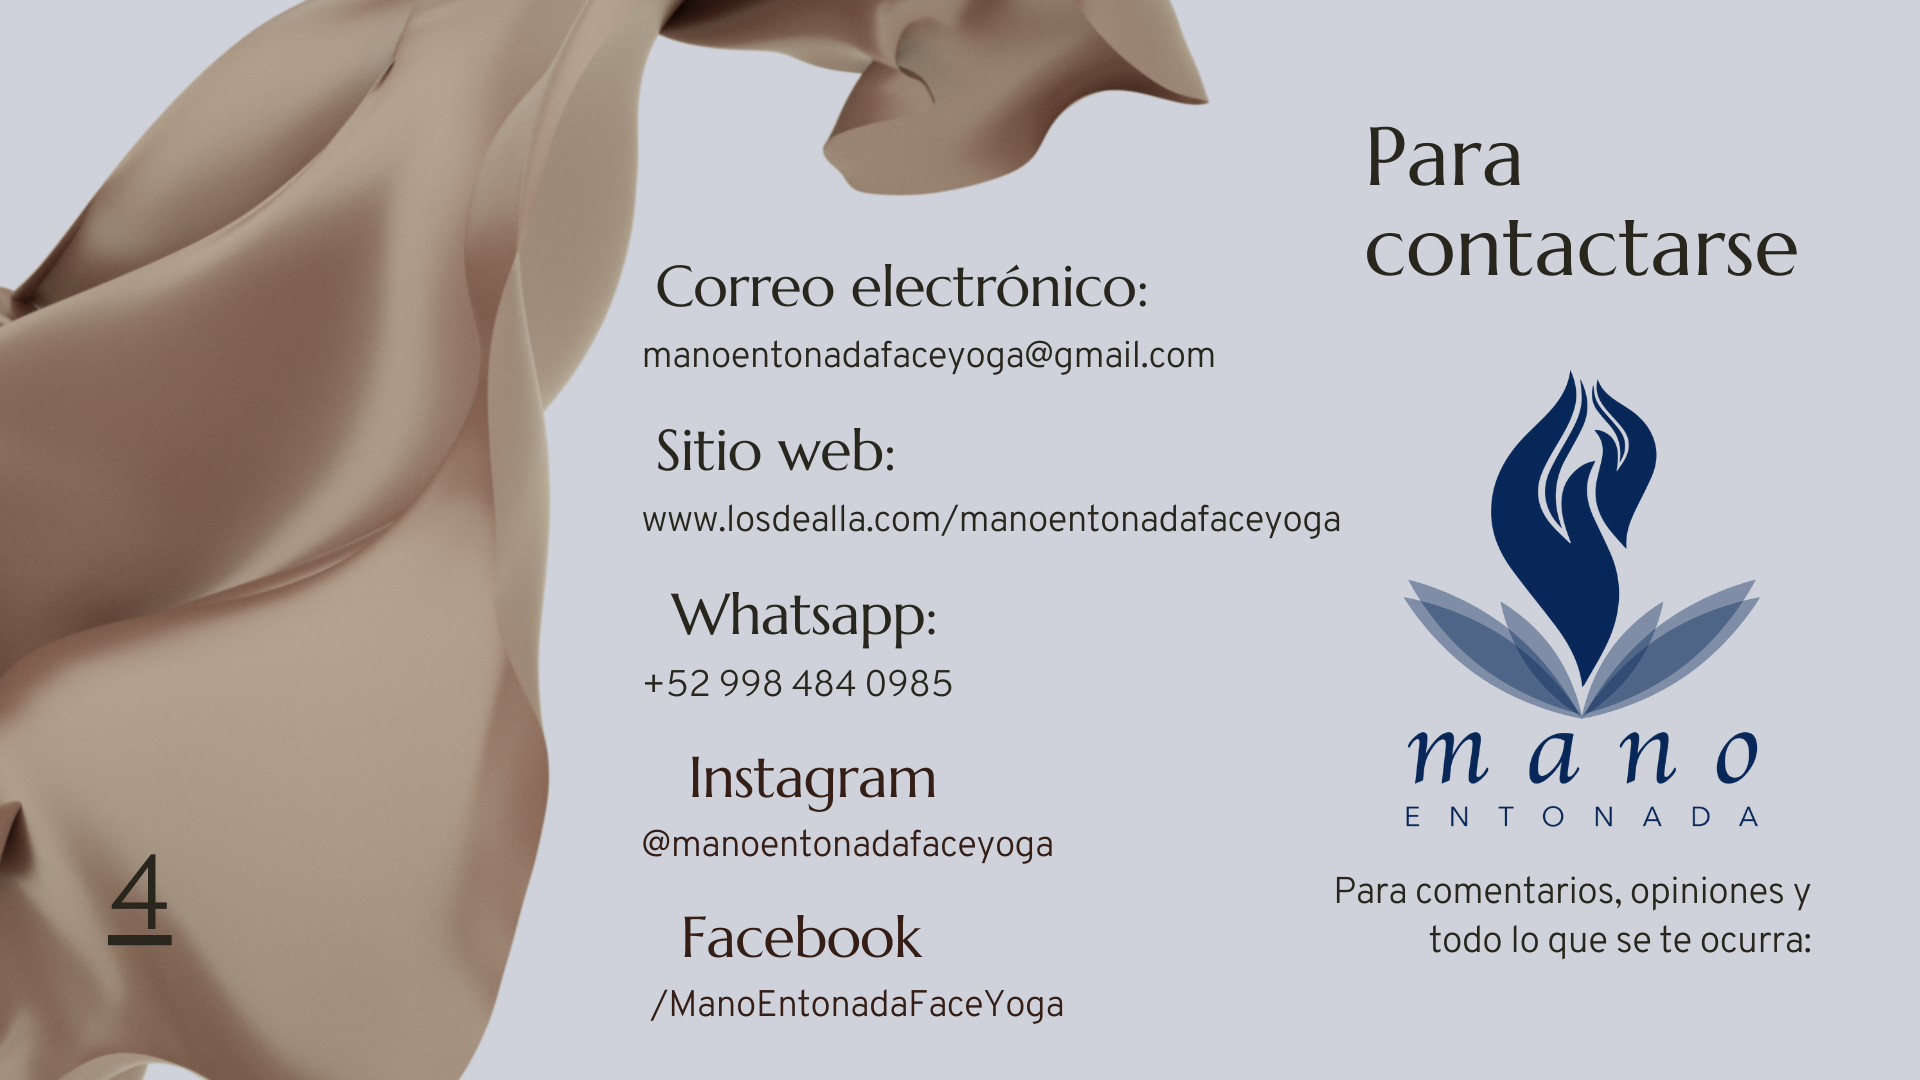 Para
contactarse
Correo electrónico:
manoentonadafaceyoga@gmail.com
Sitio web:
www.losdealla.com/manoentonadafaceyoga
Whatsapp:
+52 998 484 0985
Instagram
@manoentonadafaceyoga
Facebook
/ManoEntonadaFaceYoga
mano
ENTONADA
Para comentarios, opiniones y
todo lo que se te ocurra:
4